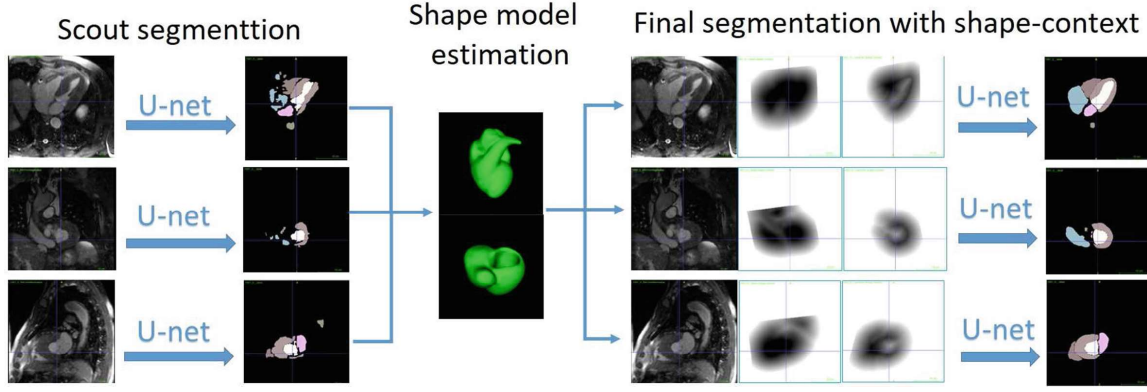 Scout segmenttion
Shape model
estimation
Final segmentation with shape-context
U-net
U-net
U-net
U-net
U-net
U-net